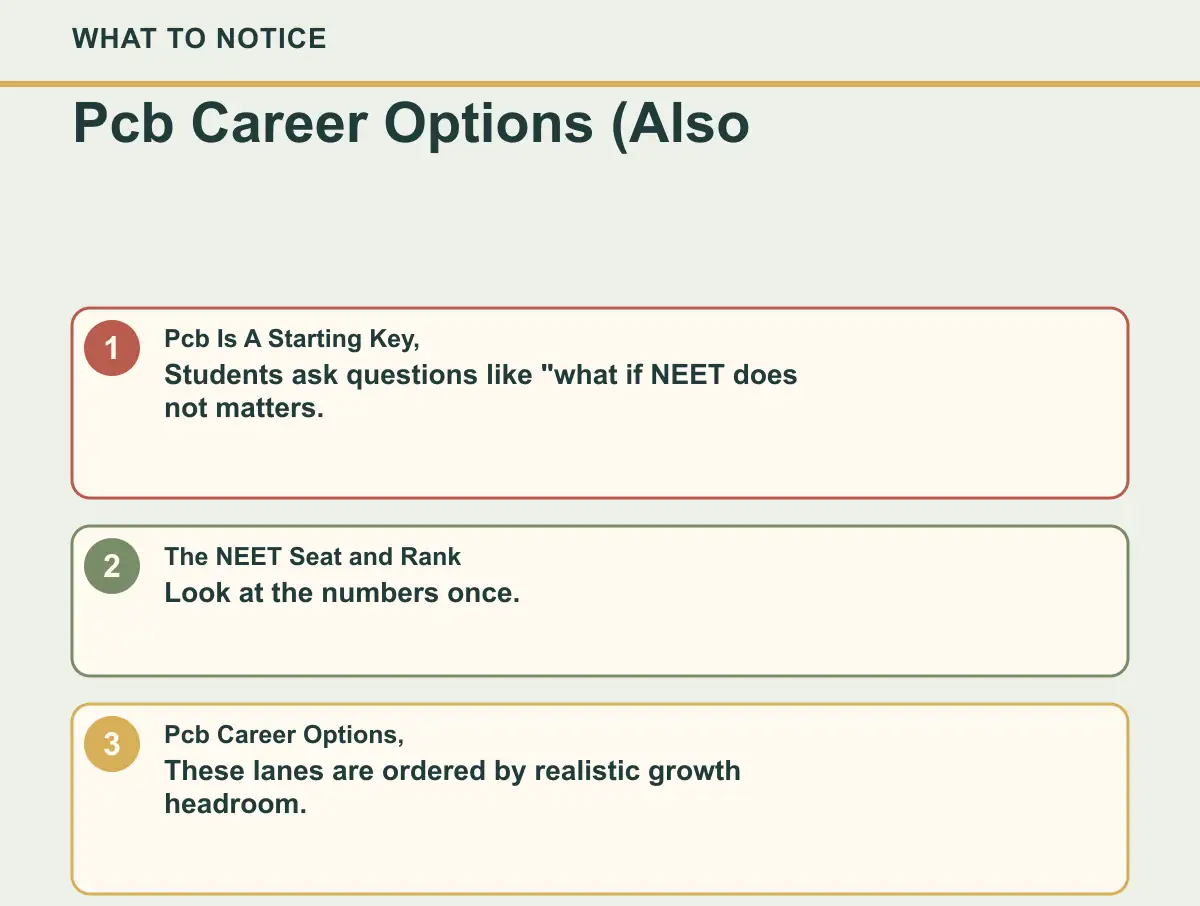 WHAT TO NOTICE
Pcb Career Options (Also
1
Pcb Is A Starting Key,
Students ask questions like "what if NEET does
not matters.
2
The NEET Seat and Rank
Look at the numbers once.
3
Pcb Career Options,
These lanes are ordered by realistic growth
headroom.